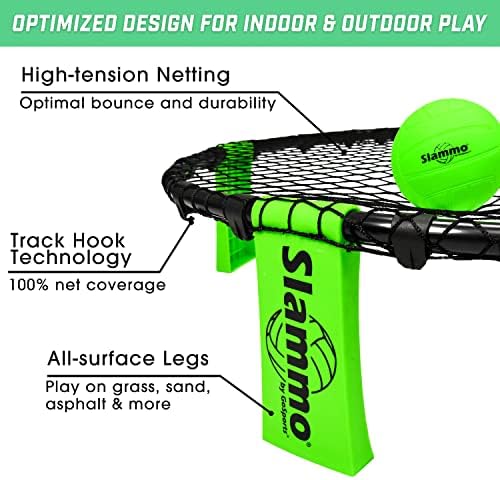 OPTIMIZED DESIGN FOR INDOOR & OUTDOOR PLAY
High-tension Netting
Optimal bounce and durability
Slammo
Track Hook
Technology
100% net coverage
Slammo®
by GoSports®
All-surface Legs
Play on grass, sand,
asphalt & more